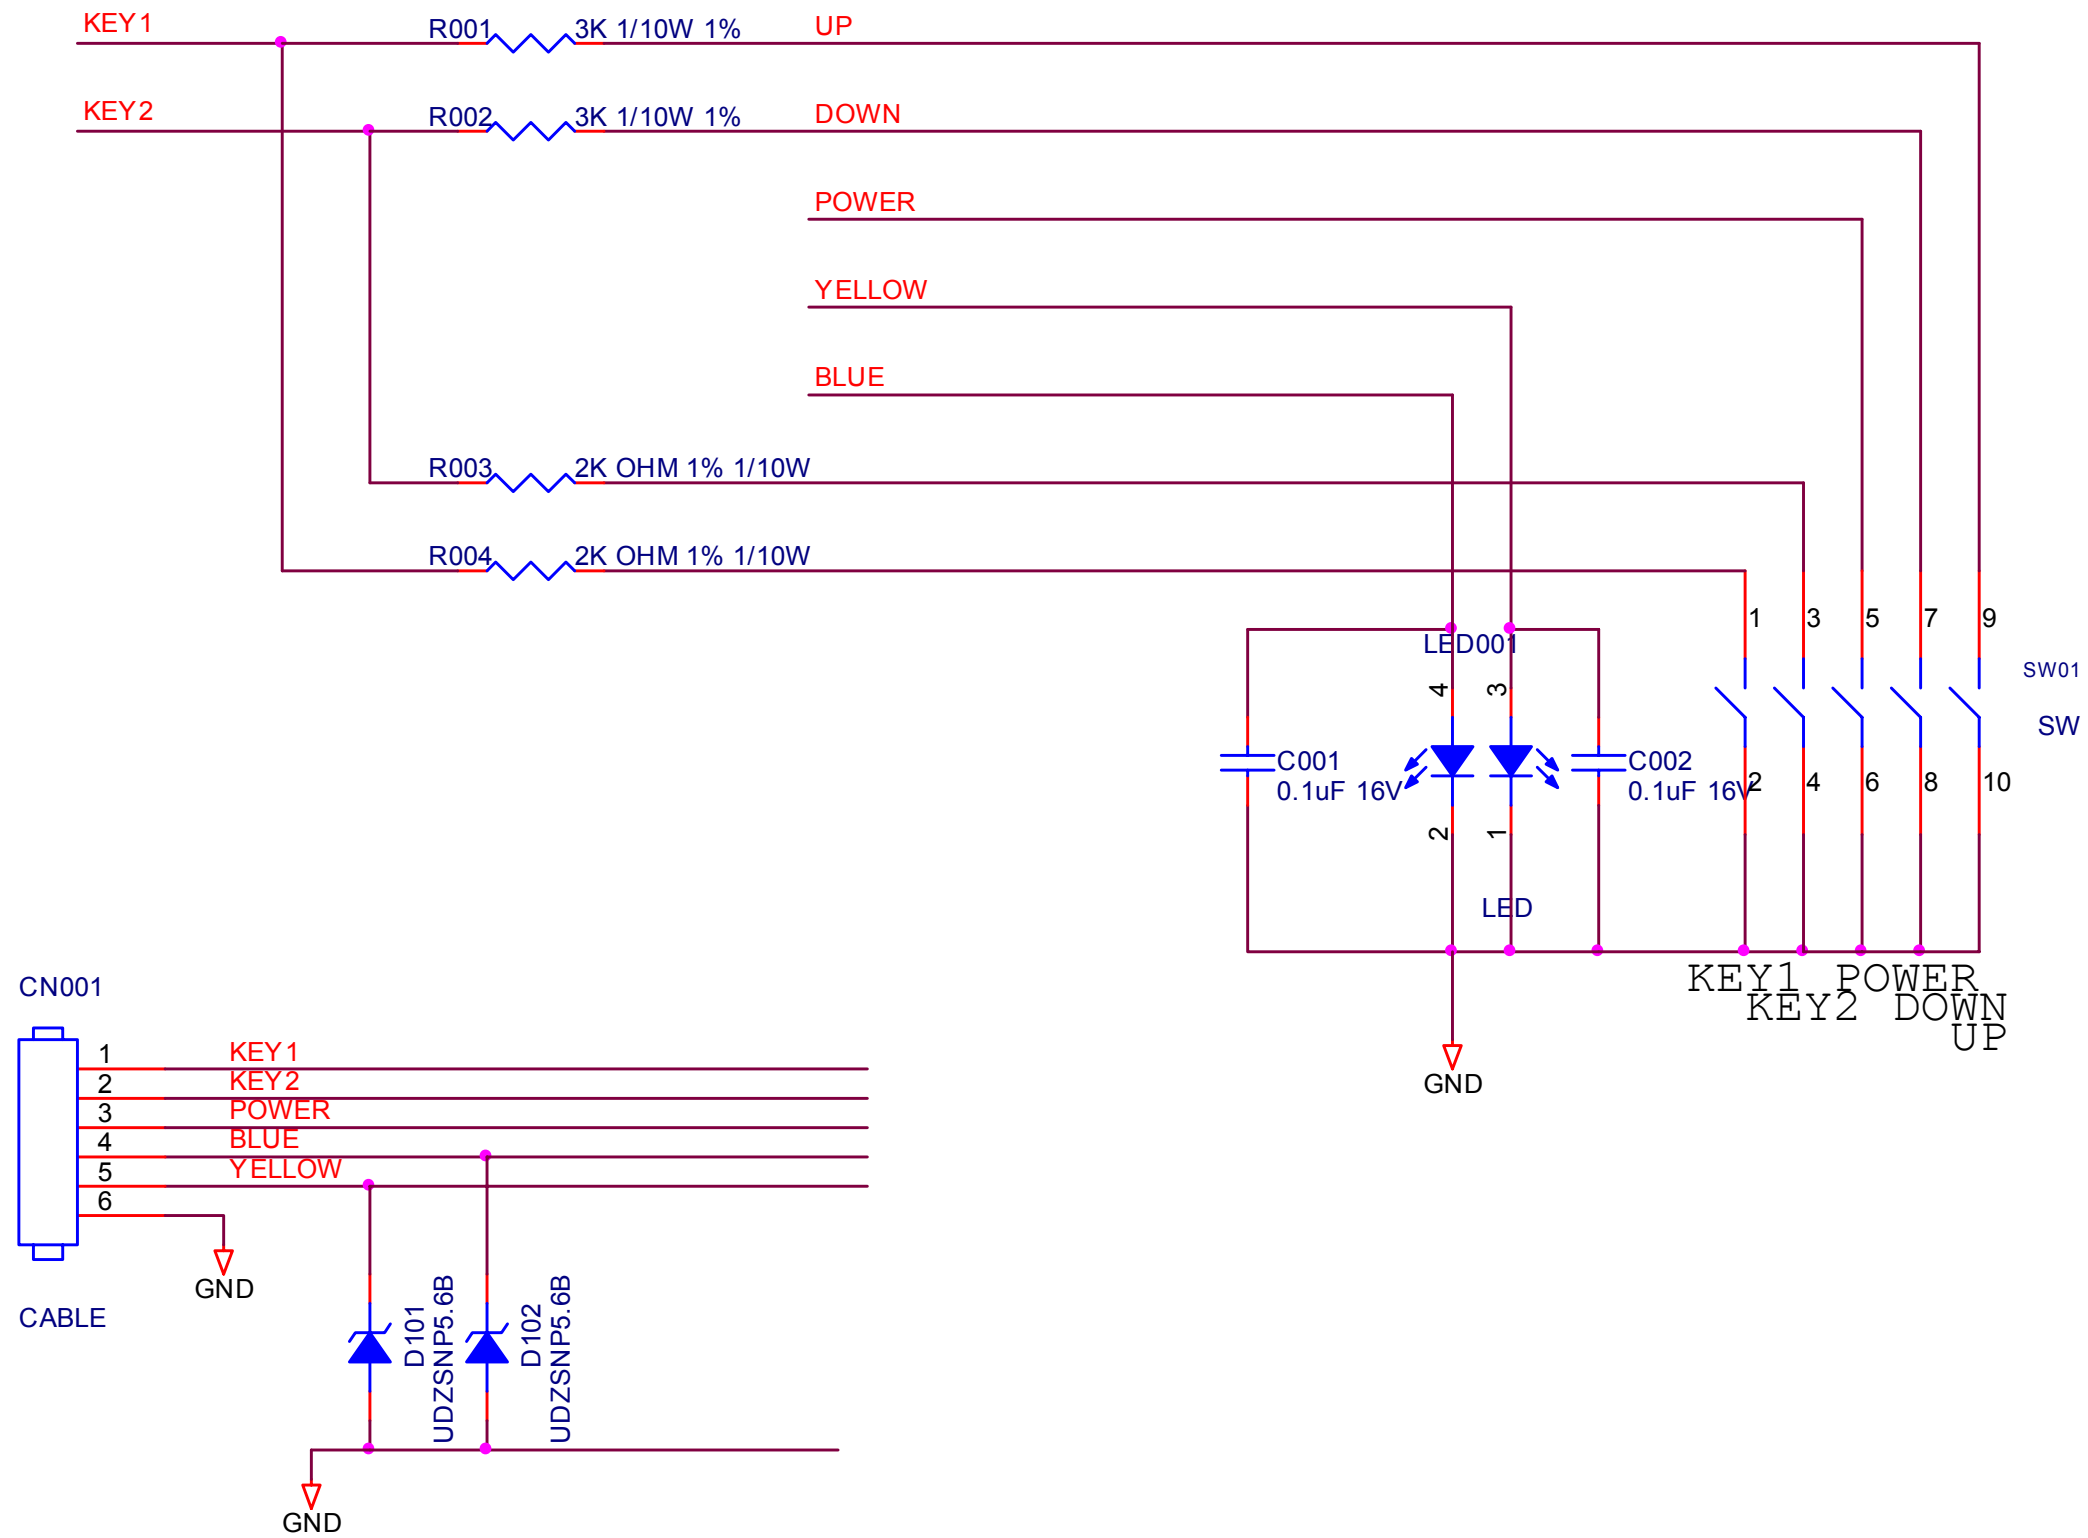 KEY1
R001
3K 1/10W 1%
UP
KEY2
R002
3K 1/10W 1%
DOWN
POWER
YELLOW
BLUE
R003
2K OHM 1% 1/10W
R004
2K OHM 1% 1/10W
1
3
5
7
9
LED001
SW01
4
3
SW
C001
0.1uF 16V
C002
0.1uF 16V
2
4
6
8
10
2
1
LED
KEY1 POWER
KEY2 DOWN
UP
GND
CN001
1
KEY1
2
KEY2
3
POWER
4
BLUE
5
YELLOW
6
GND
CABLE
D101
UDZSNP5.6B
D102
UDZSNP5.6B
GND